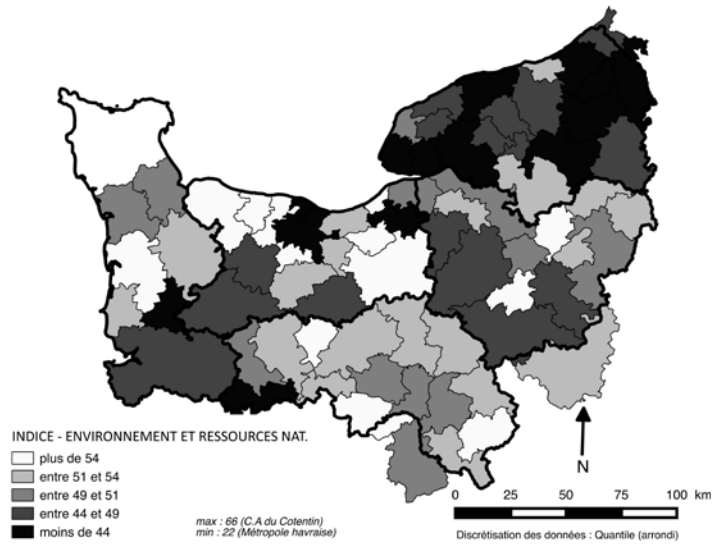 INDICE - ENVIRONNEMENT ET RESSOURCES NAT.
plus de 54
entre 51 et 54
entre 49 et 51
entre 44 et 49
moins de 44
max : 66 (C.A du Cotentin)
min : 22 (Métropole havraise)
N
0 25 50 75 100 km
Discrétisation des données : Quantile (arrondi)